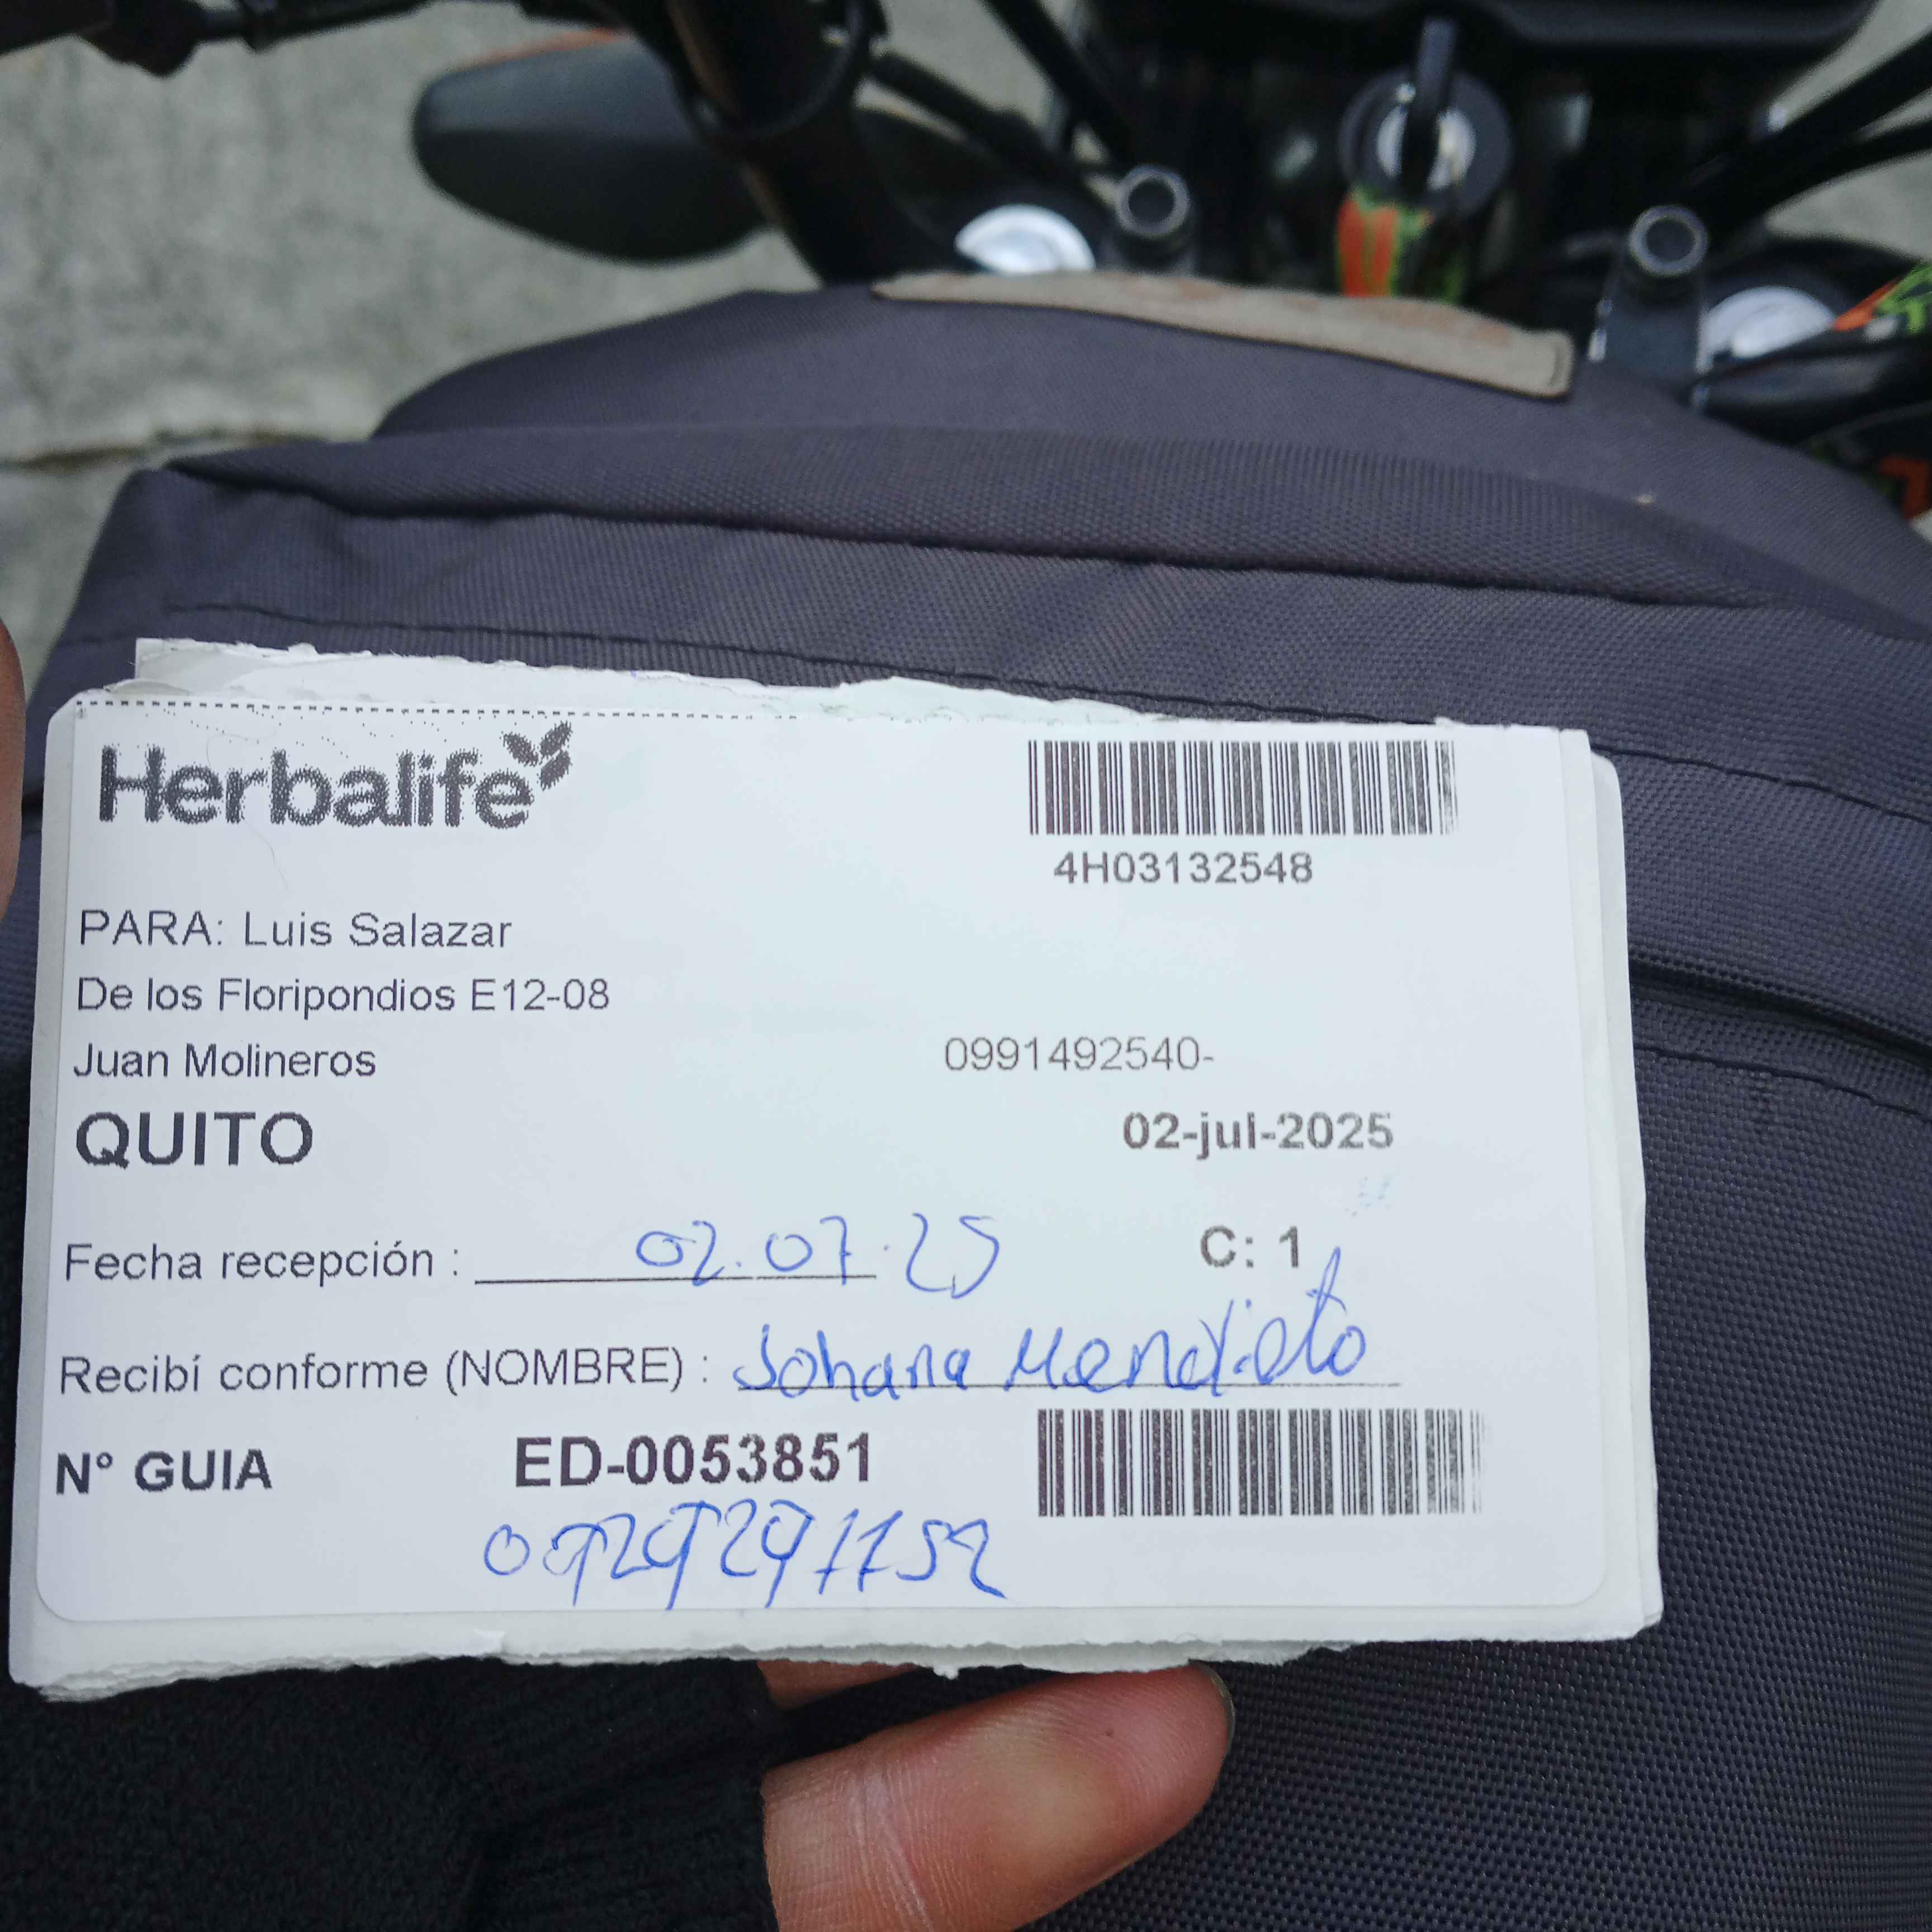 Herbalife
4H03132548
PARA: Luis Salazar
De los Floripondios E12-08
Juan Molineros 0991492540-
QUITO 02-jul-2025
Fecha recepción : 02.07.25 C: 1
Recibí conforme (NOMBRE) : Johana Mendieta
N° GUIA ED-0053851